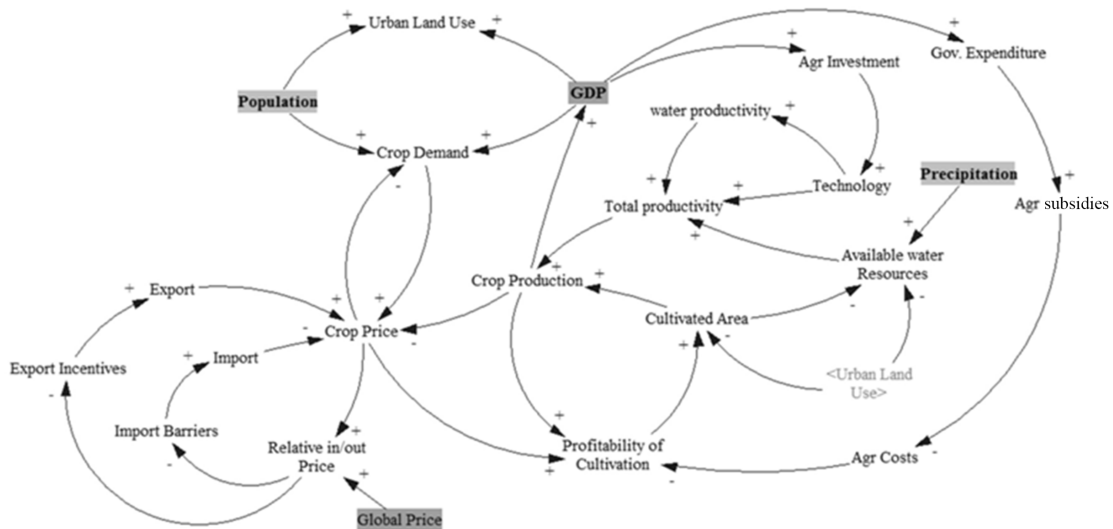 Urban Land Use
Gov. Expenditure
Agr Investment
GDP
Population
water productivity
Crop Demand
Precipitation
Technology
Total productivity
Agr subsidies
Available water
Resources
Crop Production
Export
Cultivated Area
Crop Price
Import
Export Incentives
<Urban Land
Use>
Import Barriers
Relative in/out
Price
Profitability of
Cultivation
Agr Costs
Global Price